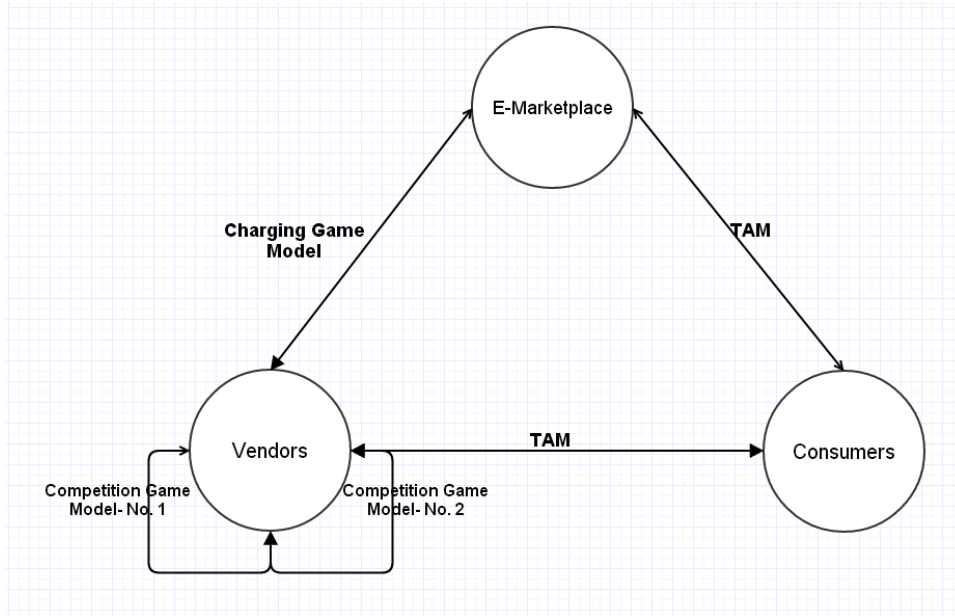 E-Marketplace
Charging Game
Model
TAM
Vendors
TAM
Consumers
Competition Game
Model- No. 1
Competition Game
Model- No. 2